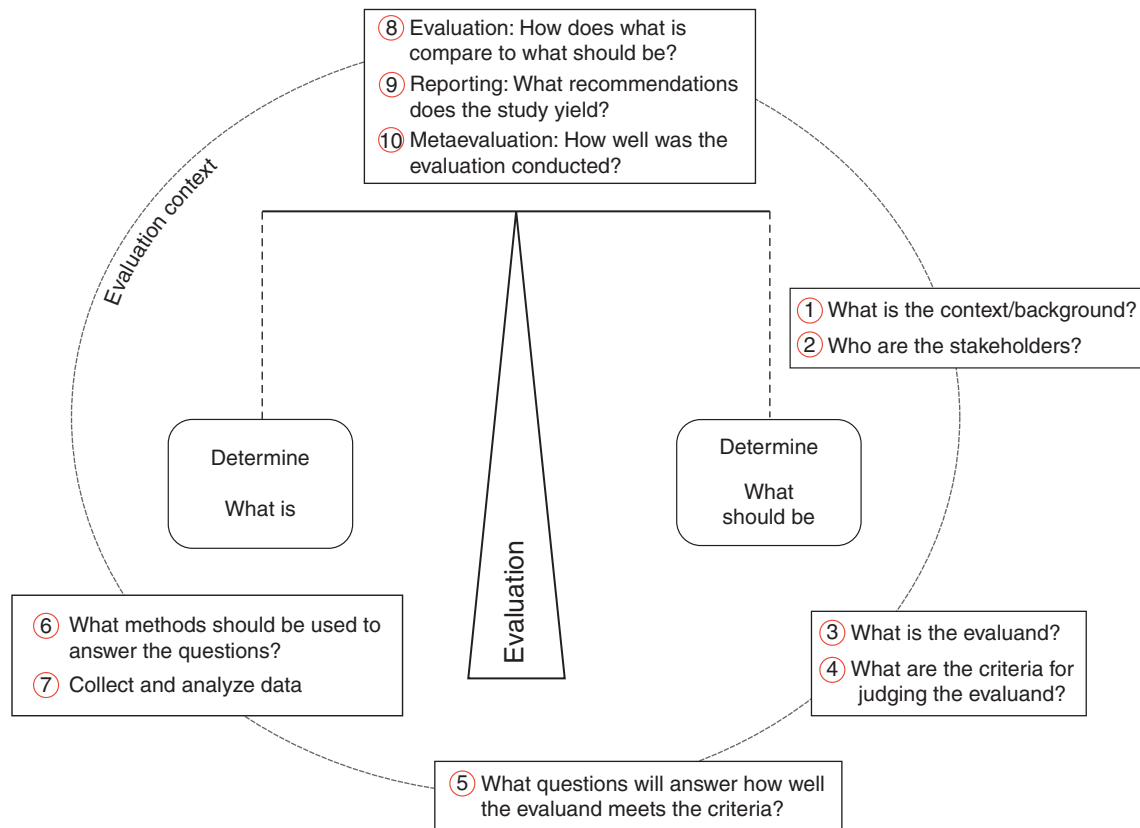 8 Evaluation: How does what is
compare to what should be?
9 Reporting: What recommendations
does the study yield?
10 Metaevaluation: How well was the
evaluation conducted?
Evaluation context
1 What is the context/background?
2 Who are the stakeholders?
Determine
What is
Determine
What
should be
Evaluation
6 What methods should be used to
answer the questions?
7 Collect and analyze data
3 What is the evaluand?
4 What are the criteria for
judging the evaluand?
5 What questions will answer how well
the evaluand meets the criteria?